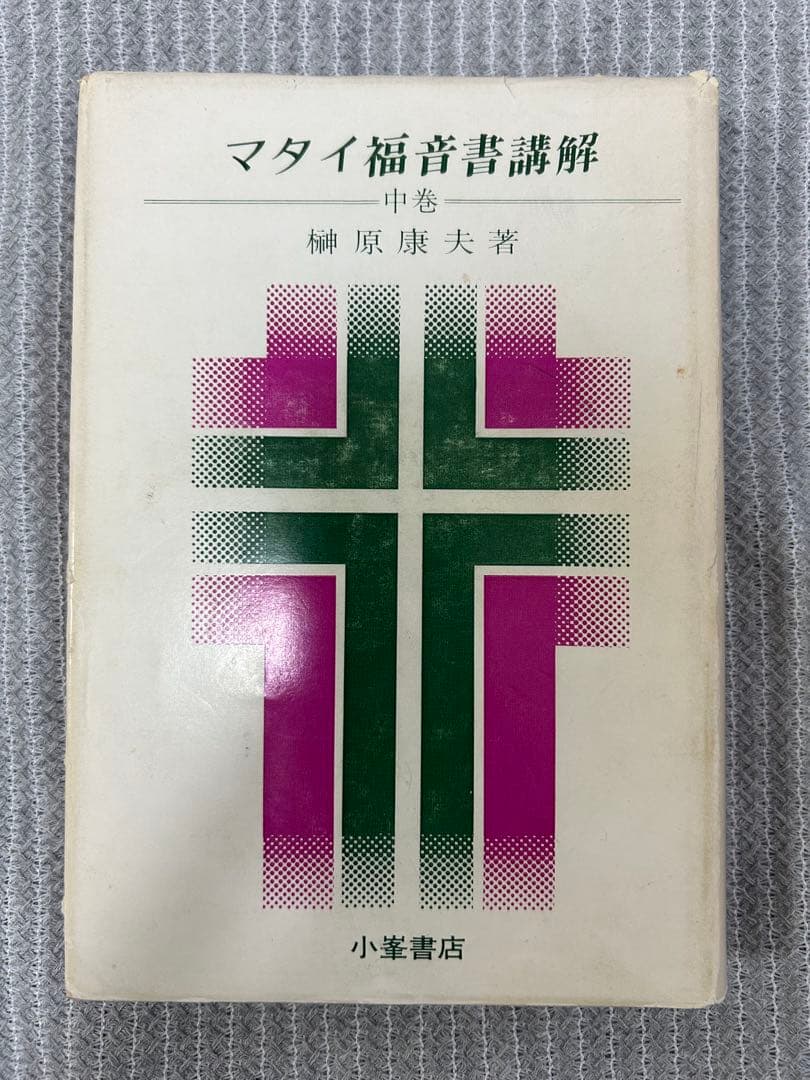 マタイ福音書講解
中巻
榊原康夫著
小峯書店